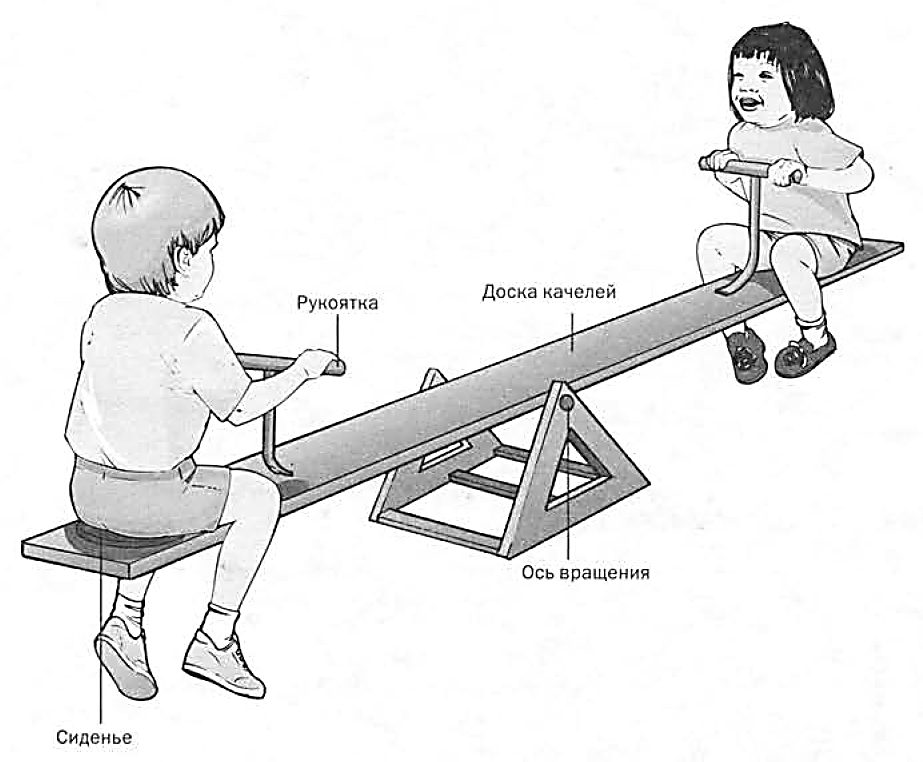 Рукоятка
Доска качелей
Ось вращения
Сиденье